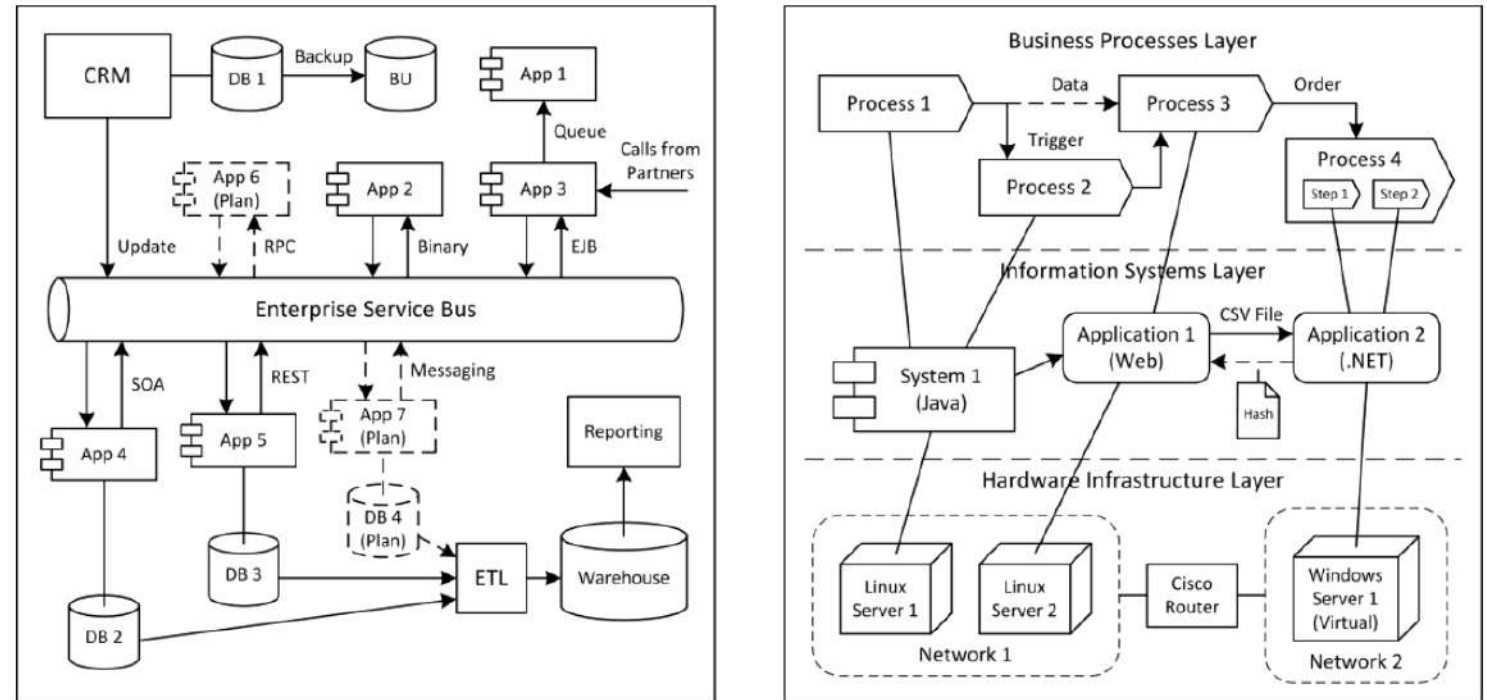 CRM
DB 1
Backup
BU
App 1
Queue
Calls from
Partners
App 6
(Plan)
App 2
App 3
Update
RPC
Binary
EJB
Enterprise Service Bus
SOA
REST
Messaging
App 4
App 5
App 7
(Plan)
Reporting
DB 4
(Plan)
DB 3
ETL
Warehouse
DB 2
Business Processes Layer
Process 1
Data
Process 3
Order
Trigger
Process 2
Process 4
Step 1
Step 2
Information Systems Layer
CSV File
Application 1
(Web)
Application 2
(.NET)
System 1
(Java)
Hash
Hardware Infrastructure Layer
Linux
Server 1
Linux
Server 2
Cisco
Router
Windows
Server 1
(Virtual)
Network 1
Network 2